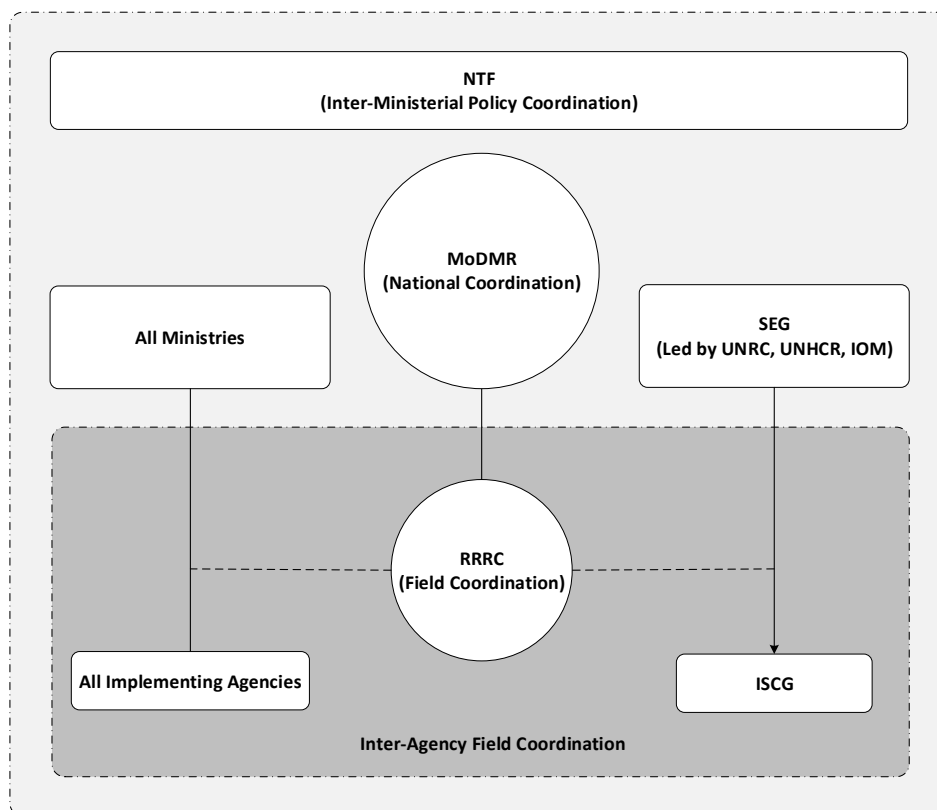 NTF
(Inter-Ministerial Policy Coordination)
MoDMR
(National Coordination)
All Ministries
SEG
(Led by UNRC, UNHCR, IOM)
RRRC
(Field Coordination)
All Implementing Agencies
ISCG
Inter-Agency Field Coordination